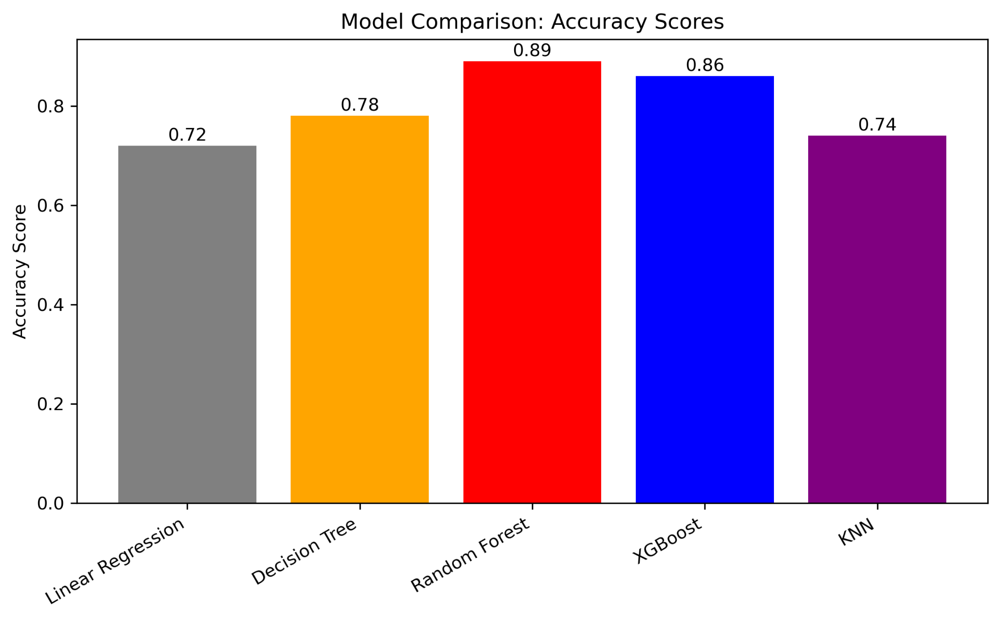 Model Comparison: Accuracy Scores
0.89
0.86
0.78
0.74
0.72
Accuracy Score
0.8
0.6
0.4
0.2
0.0
Linear Regression
Decision Tree
Random Forest
XGBoost
KNN